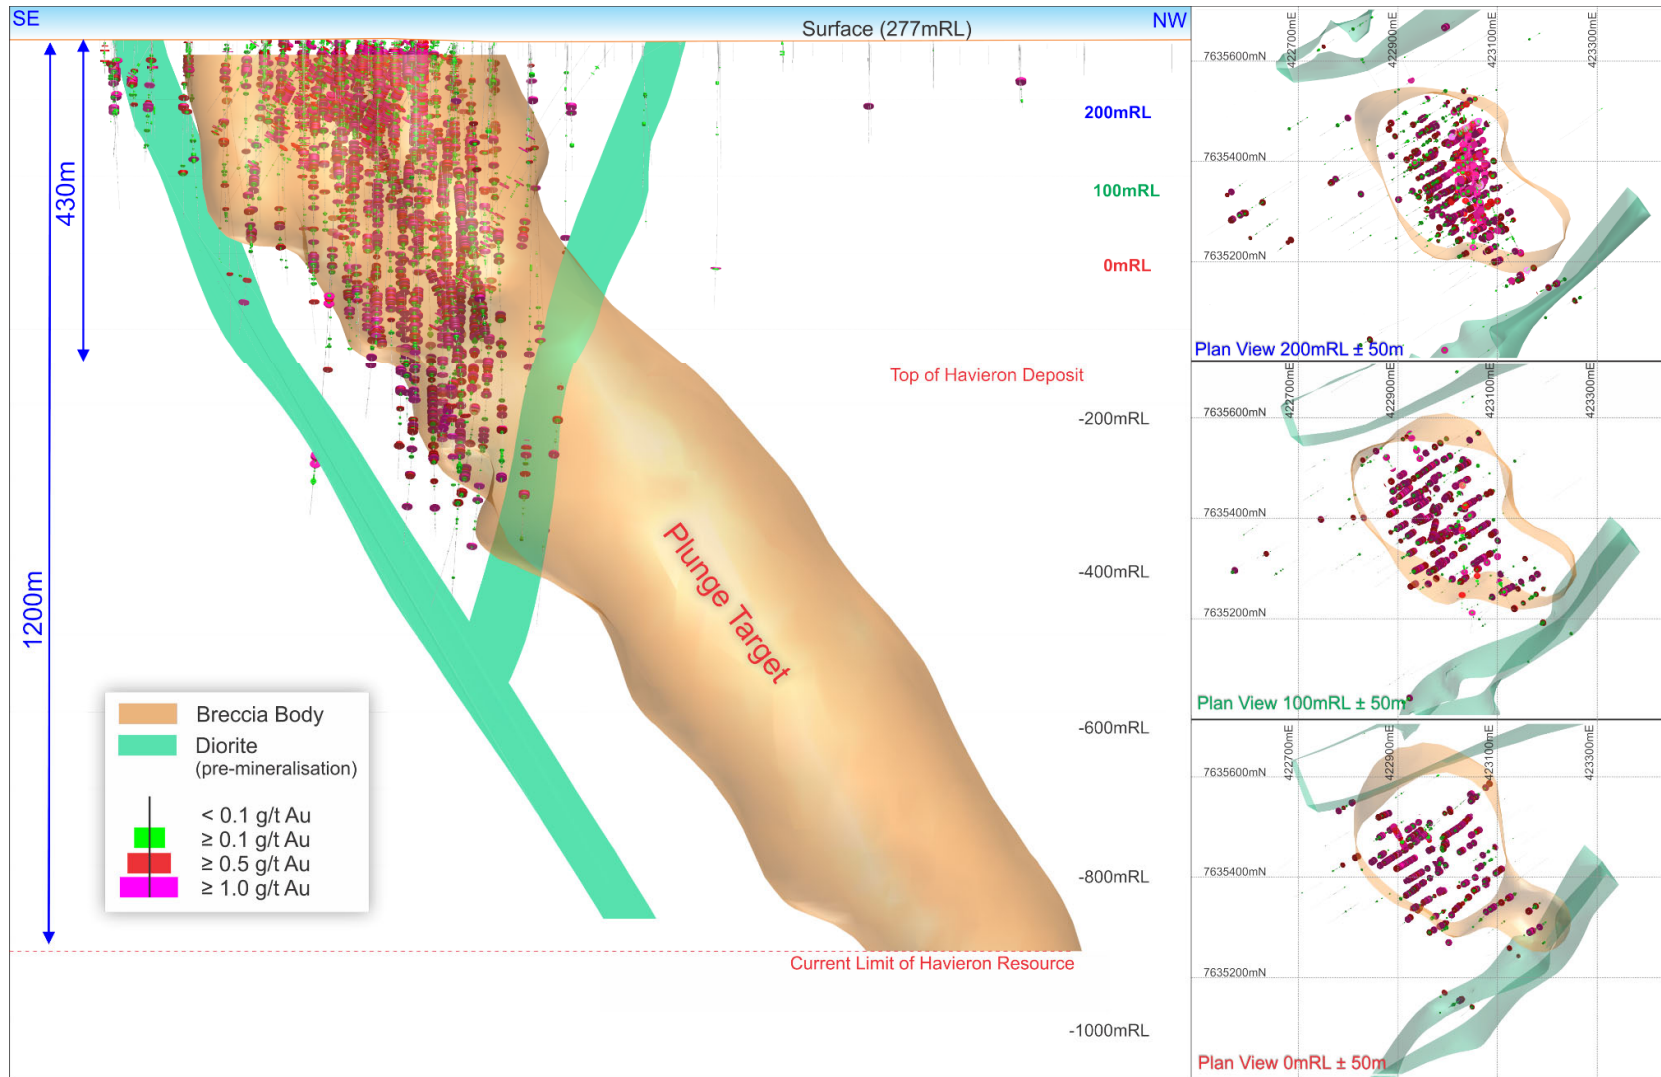 SE
Surface (277mRL)
NW
200mRL
100mRL
0mRL
430m
1200m
Top of Havieron Deposit
-200mRL
-400mRL
-600mRL
-800mRL
-1000mRL
Plunge Target
Current Limit of Havieron Resource
Breccia Body
Diorite
(pre-mineralisation)
< 0.1 g/t Au
≥ 0.1 g/t Au
≥ 0.5 g/t Au
≥ 1.0 g/t Au
422700mE
422900mE
423100mE
423300mE
7635600mN
7635400mN
7635200mN
Plan View 200mRL ± 50m
422700mE
422900mE
423100mE
423300mE
7635600mN
7635400mN
7635200mN
Plan View 100mRL ± 50m
422700mE
422900mE
423100mE
423300mE
7635600mN
7635400mN
7635200mN
Plan View 0mRL ± 50m